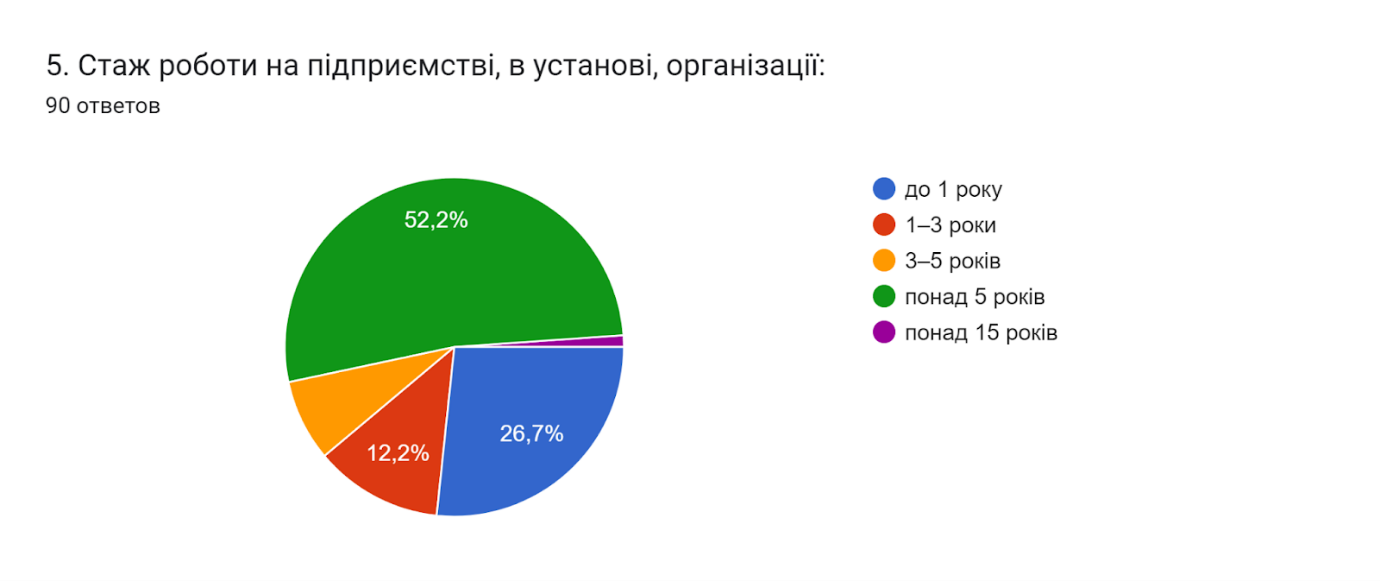 5. Стаж роботи на підприємстві, в установі, організації:
90 ответов
52,2%
12,2%
26,7%
до 1 року
1–3 роки
3–5 років
понад 5 років
понад 15 років